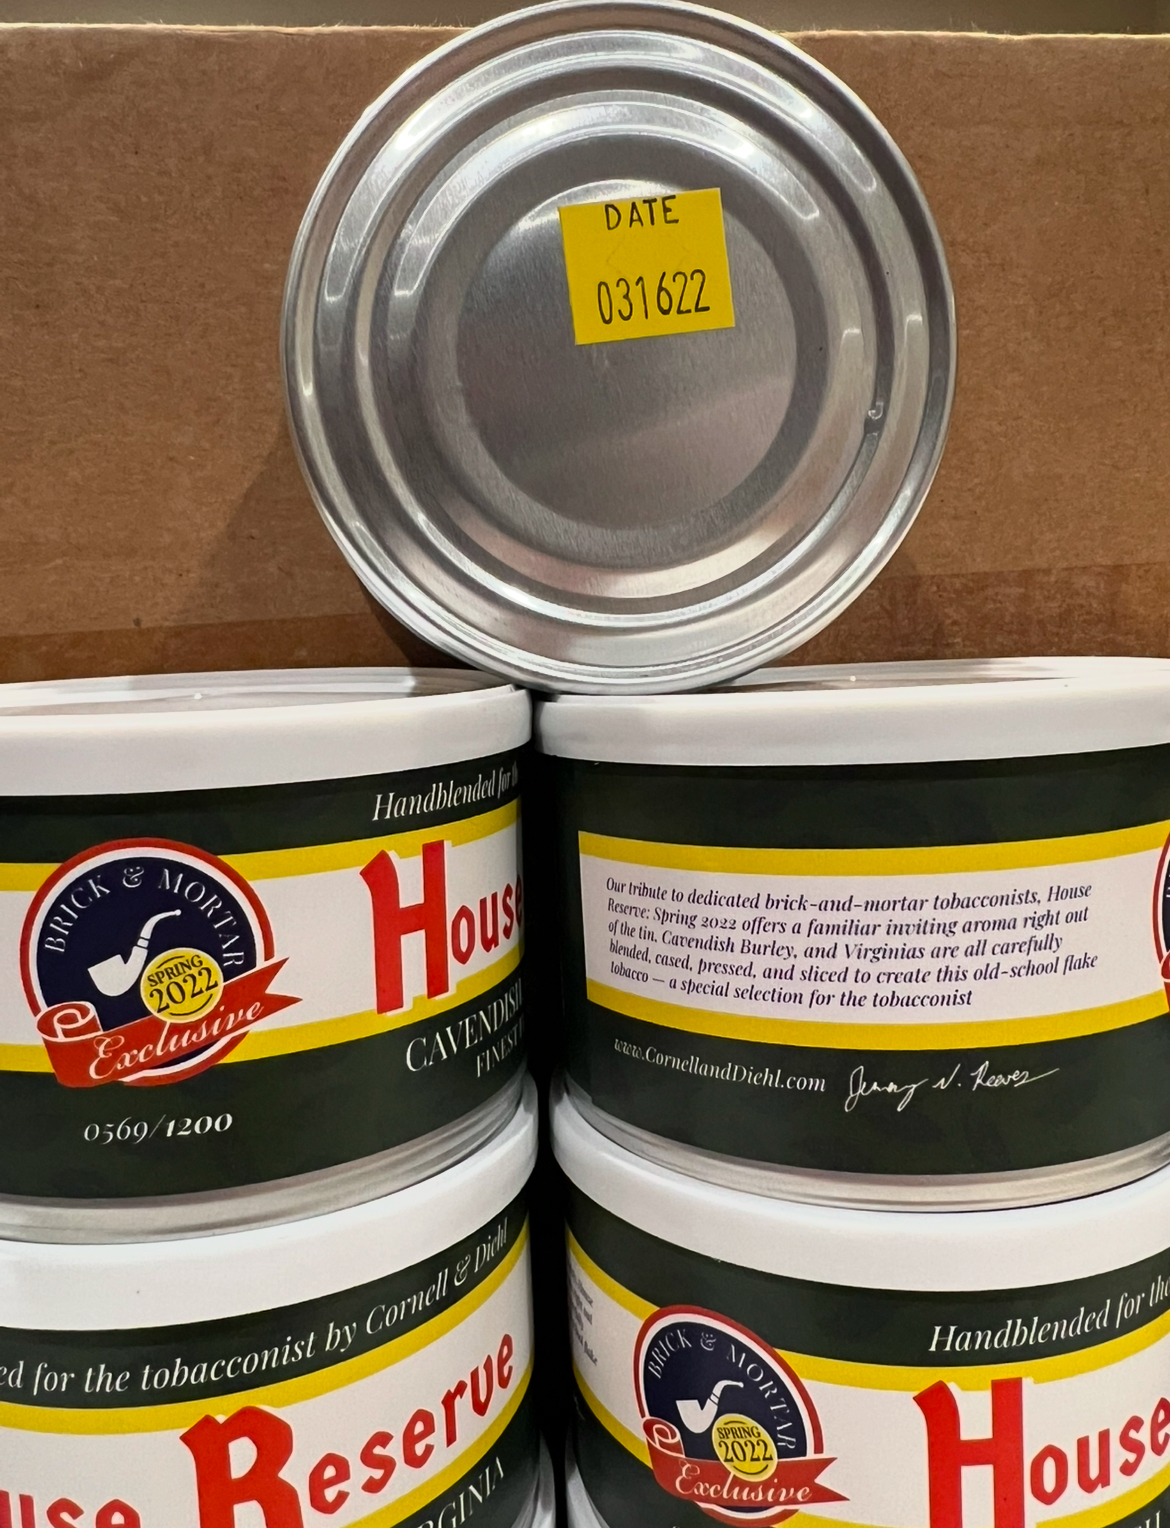 DATE
031622
Handblended for
BRICK & MORTAR
SPRING
2022
Exclusive
House
CAVENDISH
FINEST
0569/1200
Our tribute to dedicated brick-and-mortar tobacconists, House
Reserve: Spring 2022 offers a familiar inviting aroma right out
of the tin. Cavendish Burley, and Virginias are all carefully
blended, cased, pressed, and sliced to create this old-school flake
tobacco — a special selection for the tobacconist
www.CornellandDiehl.com
Jeremy N. Reeves
ed for the tobacconist by Cornell & Diehl
use Reserve
RGINIA
Handblended for the
BRICK & MORTAR
SPRING
2022
Exclusive
House